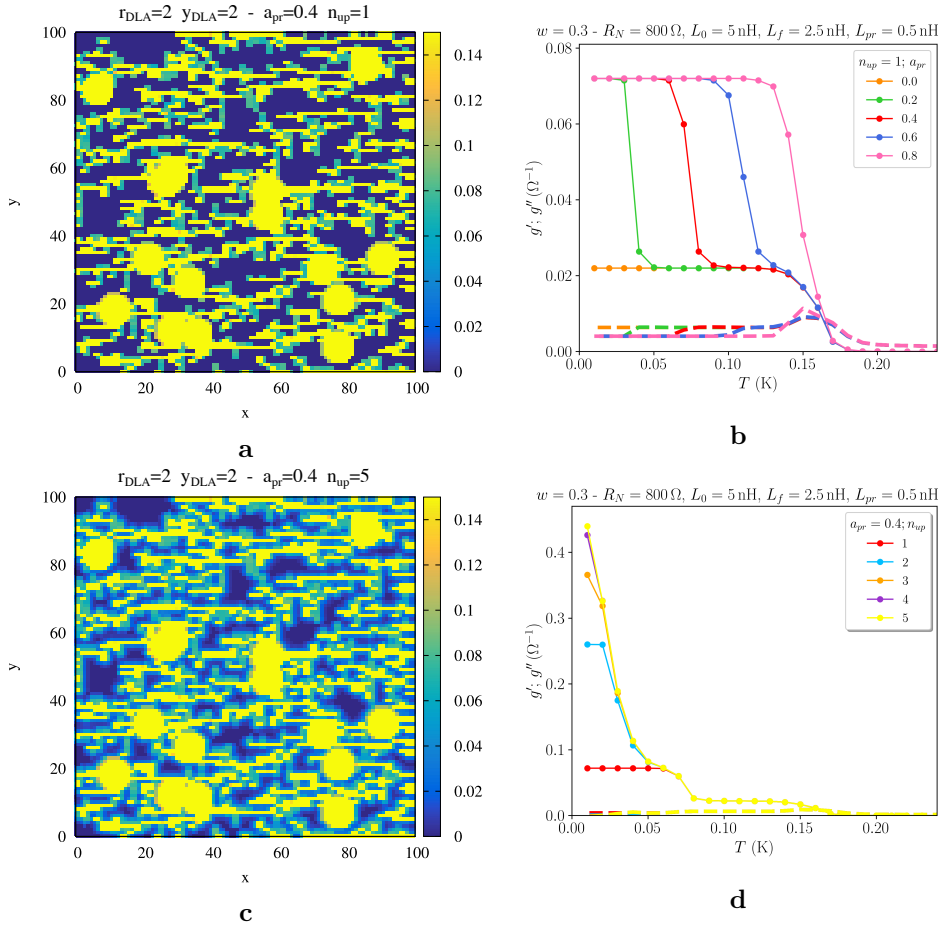 r_DLA=2 y_DLA=2 - a_pr=0.4 n_up=1
100
80
60
40
20
0
y
0 20 40 60 80 100
x
0.14
0.12
0.1
0.08
0.06
0.04
0.02
0
a
w = 0.3 - R_N = 800 Ω, L_0 = 5 nH, L_f = 2.5 nH, L_pr = 0.5 nH
0.08
0.06
0.04
0.02
0.00
g′; g′′ (Ω⁻¹)
n_up = 1; a_pr
0.0
0.2
0.4
0.6
0.8
0.00 0.05 0.10 0.15 0.20
T (K)
b
r_DLA=2 y_DLA=2 - a_pr=0.4 n_up=5
100
80
60
40
20
0
y
0 20 40 60 80 100
x
0.14
0.12
0.1
0.08
0.06
0.04
0.02
0
c
w = 0.3 - R_N = 800 Ω, L_0 = 5 nH, L_f = 2.5 nH, L_pr = 0.5 nH
0.4
0.3
0.2
0.1
0.0
g′; g′′ (Ω⁻¹)
a_pr = 0.4; n_up
1
2
3
4
5
0.00 0.05 0.10 0.15 0.20
T (K)
d